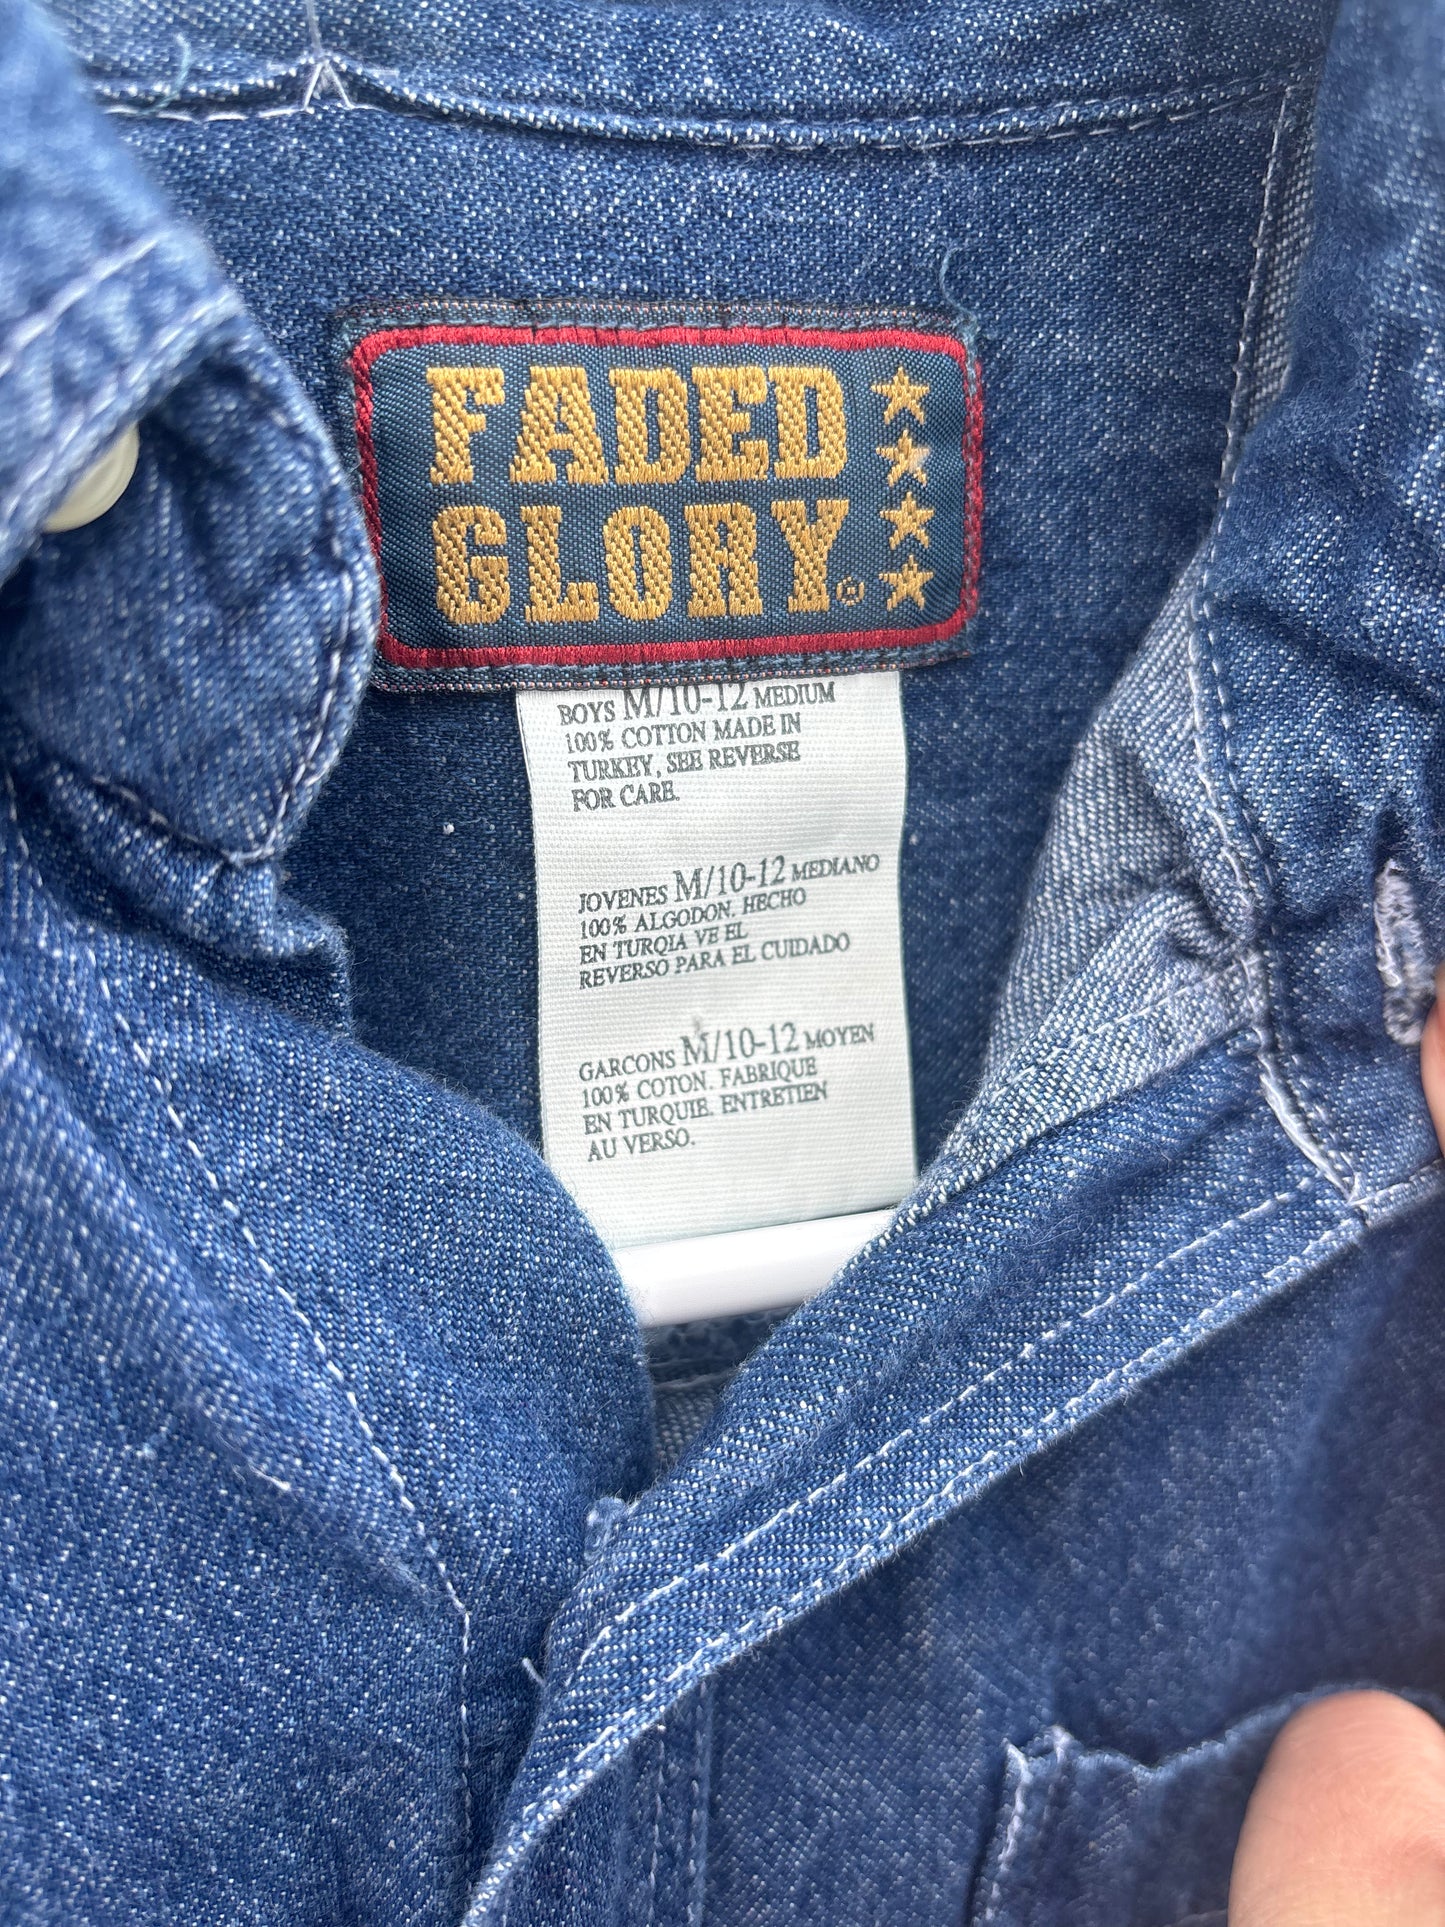 FADED
GLORY®
BOYS M/10-12 MEDIUM
100% COTTON MADE IN
TURKEY, SEE REVERSE
FOR CARE.
JOVENES M/10-12 MEDIANO
100% ALGODON. HECHO
EN TURQIA VE EL
REVERSO PARA EL CUIDADO
GARCONS M/10-12 MOYEN
100% COTON. FABRIQUE
EN TURQUIE. ENTRETIEN
AU VERSO.